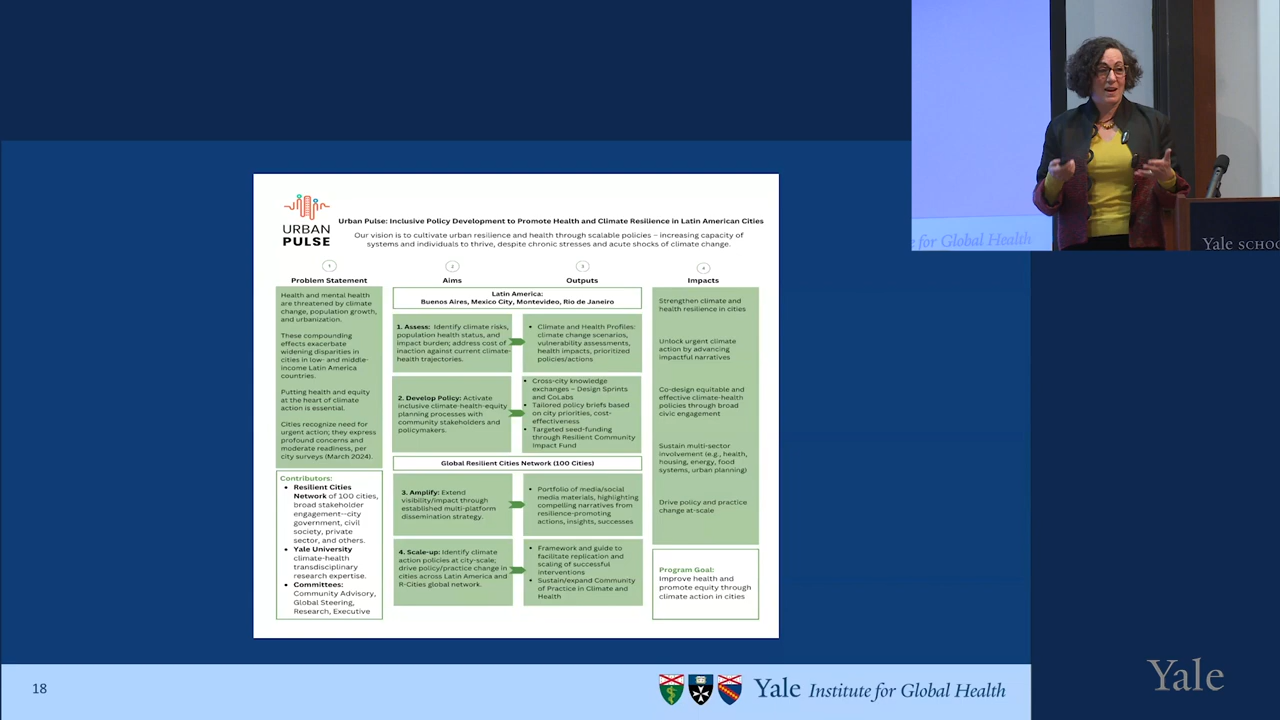 URBAN
PULSE
Urban Pulse: Inclusive Policy Development to Promote Health and Climate Resilience in Latin American Cities
Our vision is to cultivate urban resilience and health through scalable policies – increasing capacity of
systems and individuals to thrive, despite chronic stresses and acute shocks of climate change.
1
Problem Statement
Health and mental health
are threatened by climate
change, population growth,
and urbanization.
These compounding
effects exacerbate
widening disparities in
cities in low- and middle-
income Latin America
countries.
Putting health and equity
at the heart of climate
action is essential.
Cities recognize need for
urgent action; they express
profound concerns and
moderate readiness, per
city surveys (March 2024).
Contributors:
• Resilient Cities
Network of 100 cities,
broad stakeholder
engagement--city
government, civil
society, private
sector, and others.
• Yale University
climate-health
transdisciplinary
research expertise.
• Committees:
Community Advisory,
Global Steering,
Research, Executive
2
Aims
3
Outputs
Latin America:
Buenos Aires, Mexico City, Montevideo, Rio de Janeiro
1. Assess: Identify climate risks,
population health status, and
impact burden; address cost of
inaction against current climate-
health trajectories.
• Climate and Health Profiles:
climate change scenarios,
vulnerability assessments,
health impacts, prioritized
policies/actions
2. Develop Policy: Activate
inclusive climate-health-equity
planning processes with
community stakeholders and
policymakers.
• Cross-city knowledge
exchanges – Design Sprints
and CoLabs
• Tailored policy briefs based
on city priorities, cost-
effectiveness
• Targeted seed-funding
through Resilient Community
Impact Fund
Global Resilient Cities Network (100 Cities)
3. Amplify: Extend
visibility/impact through
established multi-platform
dissemination strategy.
• Portfolio of media/social
media materials, highlighting
compelling narratives from
resilience-promoting
actions, insights, successes
4. Scale-up: Identify climate
action policies at city-scale;
drive policy/practice change in
cities across Latin America and
R-Cities global network.
• Framework and guide to
facilitate replication and
scaling of successful
interventions
• Sustain/expand Community
of Practice in Climate and
Health
4
Impacts
Strengthen climate and
health resilience in cities
Unlock urgent climate
action by advancing
impactful narratives
Co-design equitable and
effective climate-health
policies through broad
civic engagement
Sustain multi-sector
involvement (e.g., health,
housing, energy, food
systems, urban planning)
Drive policy and practice
change at-scale
Program Goal:
Improve health and
promote equity through
climate action in cities
for Global Health
Yale SCHOO
18
Yale Institute for Global Health
Yale